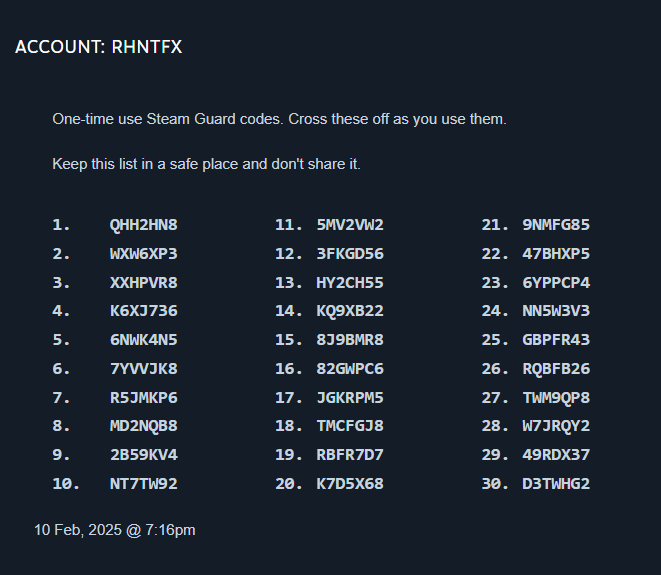 ACCOUNT: RHNTFX
One-time use Steam Guard codes. Cross these off as you use them.
Keep this list in a safe place and don't share it.
1. QHH2HN8 11. 5MV2VW2 21. 9NMFG85
2. WXW6XP3 12. 3FKGD56 22. 47BHXP5
3. XXHPVR8 13. HY2CH55 23. 6YPPCP4
4. K6XJ736 14. KQ9XB22 24. NN5W3V3
5. 6NWK4N5 15. 8J9BMR8 25. GBPFR43
6. 7YVVJK8 16. 82GWPC6 26. RQBFB26
7. R5JMKP6 17. JGKRPM5 27. TWM9QP8
8. MD2NQB8 18. TMCFGJ8 28. W7JRQY2
9. 2B59KV4 19. RBFR7D7 29. 49RDX37
10. NT7TW92 20. K7D5X68 30. D3TWHG2
10 Feb, 2025 @ 7:16pm